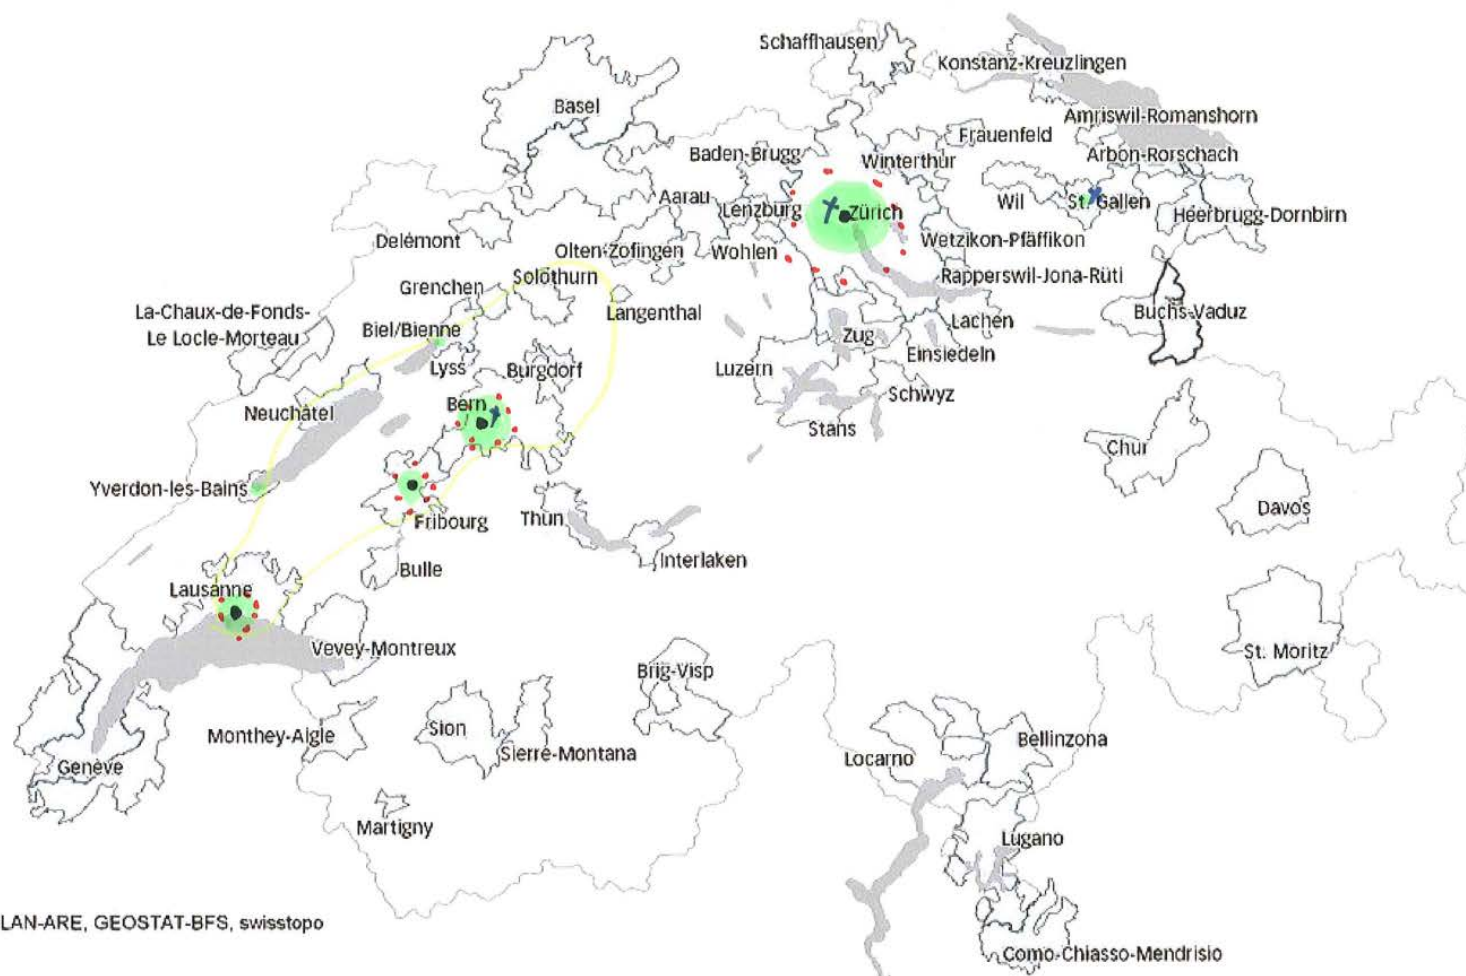 Schaffhausen
Konstanz-Kreuzlingen
Basel
Amriswil-Romanshorn
Frauenfeld
Baden-Brugg
Winterthur
Arbon-Rorschach
Aarau
Lenzburg
Zürich
Wil
St. Gallen
Heerbrugg-Dornbirn
Delémont
Olten-Zofingen
Wohlen
Wetzikon-Pfäffikon
Solothurn
Rapperswil-Jona-Rüti
Grenchen
La-Chaux-de-Fonds-
Le Locle-Morteau
Langenthal
Buchs-Vaduz
Biel/Bienne
Lachen
Zug
Einsiedeln
Lyss
Burgdorf
Luzern
Schwyz
Neuchâtel
Bern
Stans
Chur
Yverdon-les-Bains
Davos
Fribourg
Thun
Interlaken
Bulle
Lausanne
Vevey-Montreux
St. Moritz
Brig-Visp
Monthey-Aigle
Sion
Sierre-Montana
Bellinzona
Locarno
Genève
Martigny
Lugano
LAN-ARE, GEOSTAT-BFS, swisstopo
Como-Chiasso-Mendrisio